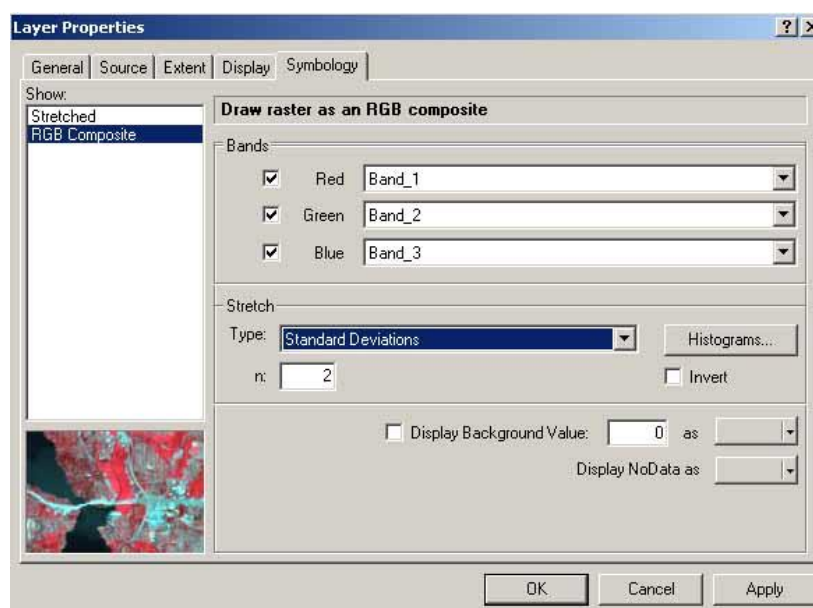 Layer Properties
General Source Extent Display Symbology
Show:
Stretched
RGB Composite
Draw raster as an RGB composite
Bands
Red Band_1
Green Band_2
Blue Band_3
Stretch
Type: Standard Deviations Histograms...
n: 2 Invert
Display Background Value: 0 as
Display NoData as
OK Cancel Apply